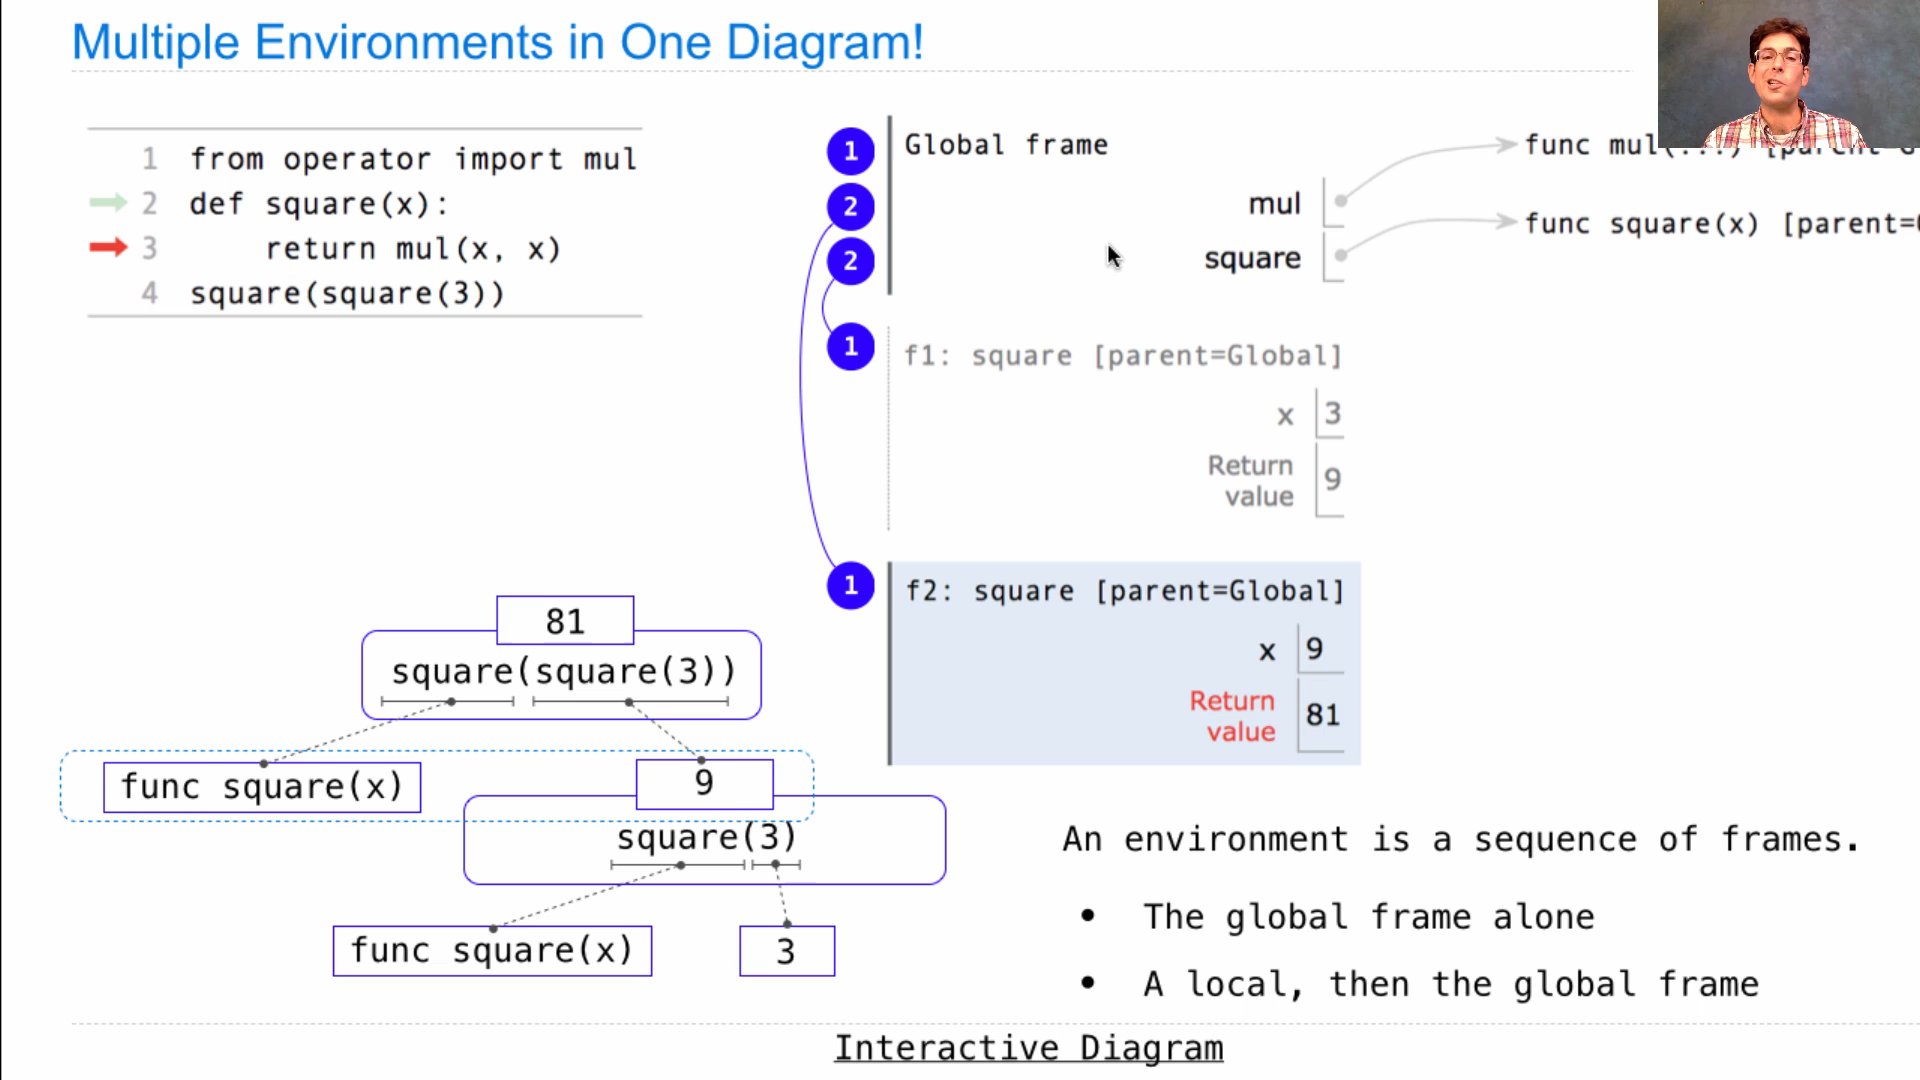 Multiple Environments in One Diagram!
1 from operator import mul
2 def square(x):
3 return mul(x, x)
4 square(square(3))
1 Global frame
2 mul
2 square
func mul(...)
func square(x) [parent=
1 f1: square [parent=Global]
x 3
Return value 9
1 f2: square [parent=Global]
x 9
Return value 81
81
square(square(3))
func square(x)
9
square(3)
func square(x)
3
An environment is a sequence of frames.
• The global frame alone
• A local, then the global frame
Interactive Diagram